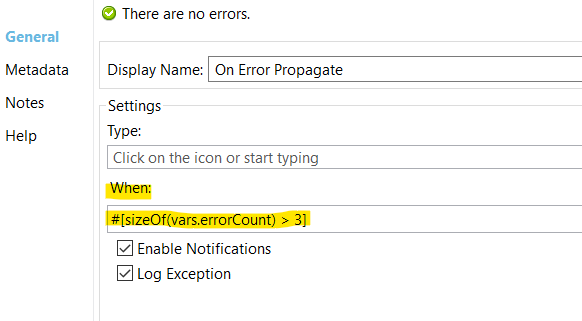 There are no errors.
General
Metadata
Notes
Help
Display Name: On Error Propagate
Settings
Type:
Click on the icon or start typing
When:
#[sizeOf(vars.errorCount) > 3]
Enable Notifications
Log Exception